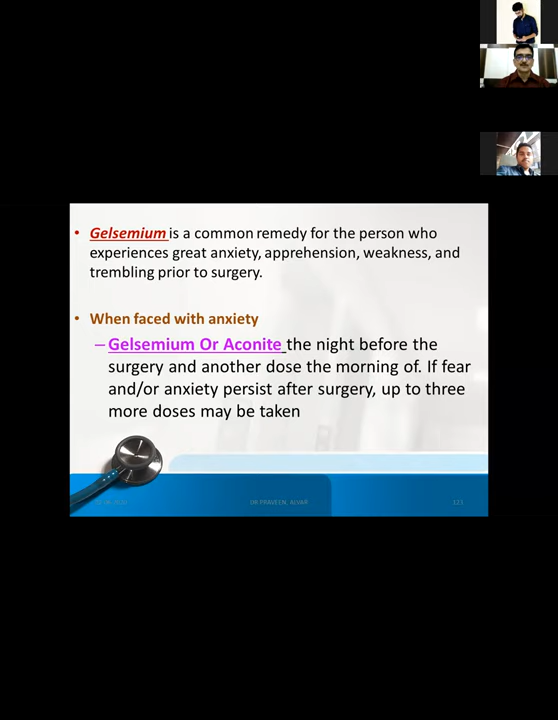 • Gelsemium is a common remedy for the person who
experiences great anxiety, apprehension, weakness, and
trembling prior to surgery.
• When faced with anxiety
– Gelsemium Or Aconite the night before the
surgery and another dose the morning of. If fear
and/or anxiety persist after surgery, up to three
more doses may be taken
DR PRAVEEN, ALVAR
121